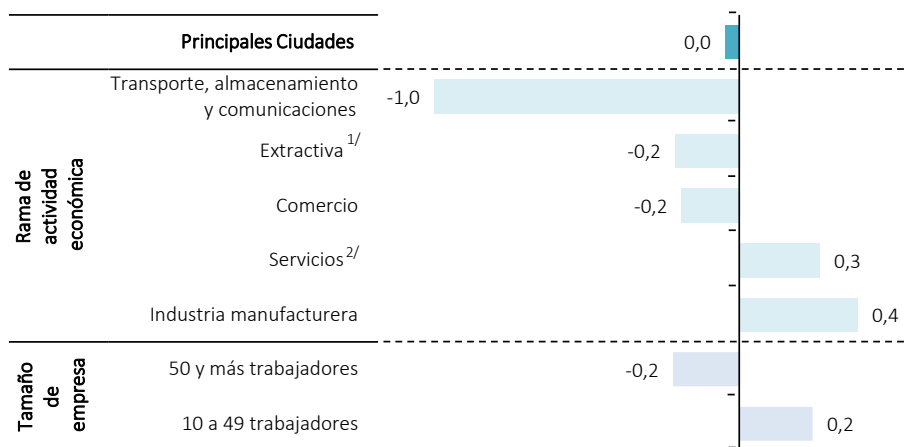 Principales Ciudades
0,0
Rama de
actividad
económica
Transporte, almacenamiento
y comunicaciones
-1,0
Extractiva 1/
-0,2
Comercio
-0,2
Servicios 2/
0,3
Industria manufacturera
0,4
Tamaño
de
empresa
50 y más trabajadores
-0,2
10 a 49 trabajadores
0,2